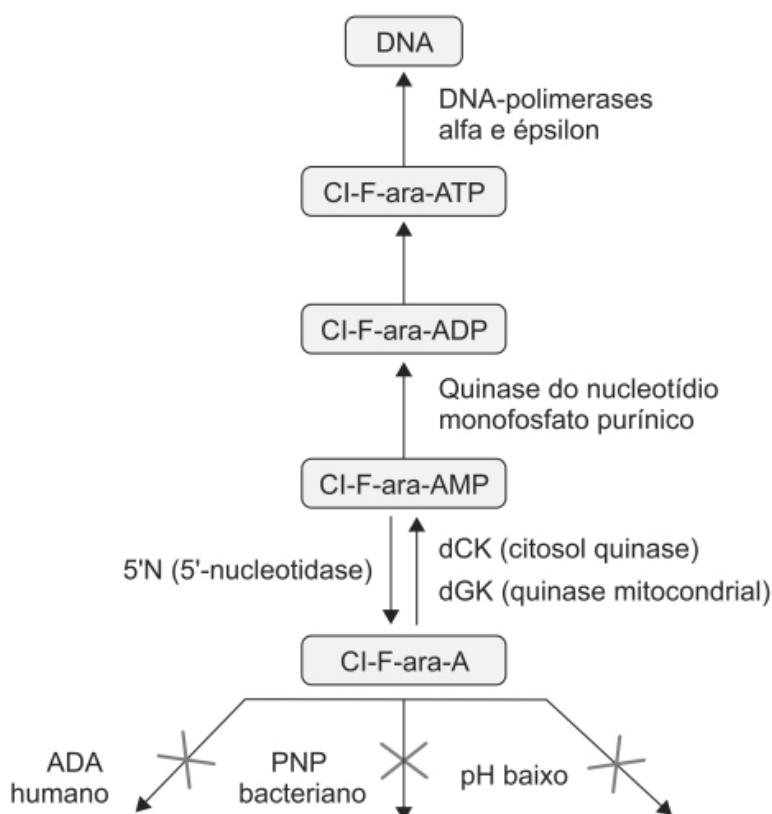 DNA
DNA-polimerases
alfa e épsilon
Cl-F-ara-ATP
Cl-F-ara-ADP
Quinase do nucleotídio
monofosfato purínico
Cl-F-ara-AMP
5'N (5'-nucleotidase)
dCK (citosol quinase)
dGK (quinase mitocondrial)
Cl-F-ara-A
ADA
humano
PNP
bacteriano
pH baixo